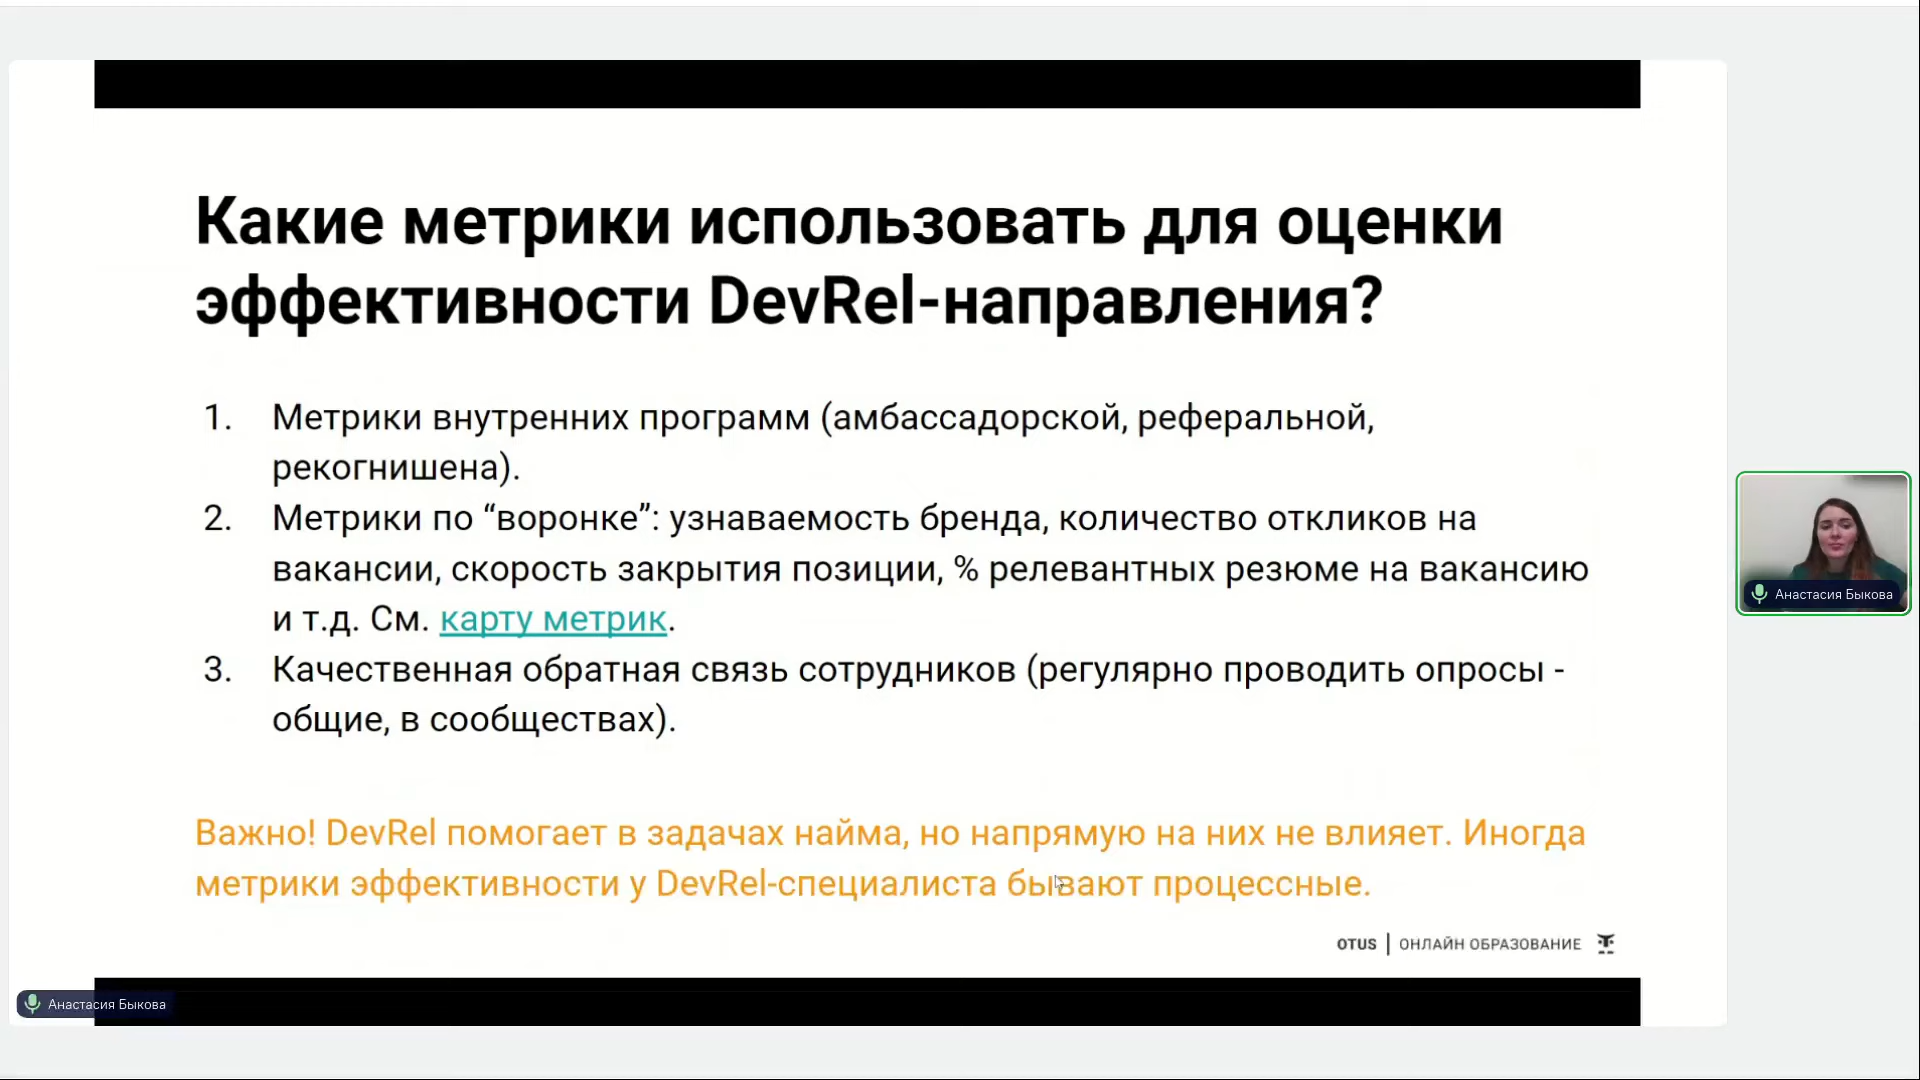 Какие метрики использовать для оценки
эффективности DevRel-направления?
1. Метрики внутренних программ (амбассадорской, реферальной,
рекогнишена).
2. Метрики по “воронке”: узнаваемость бренда, количество откликов на
вакансии, скорость закрытия позиции, % релевантных резюме на вакансию
и т.д. См. карту метрик.
3. Качественная обратная связь сотрудников (регулярно проводить опросы -
общие, в сообществах).
Важно! DevRel помогает в задачах найма, но напрямую на них не влияет. Иногда
метрики эффективности у DevRel-специалиста бывают процессные.
OTUS | ОНЛАЙН ОБРАЗОВАНИЕ
Анастасия Быкова
Анастасия Быкова